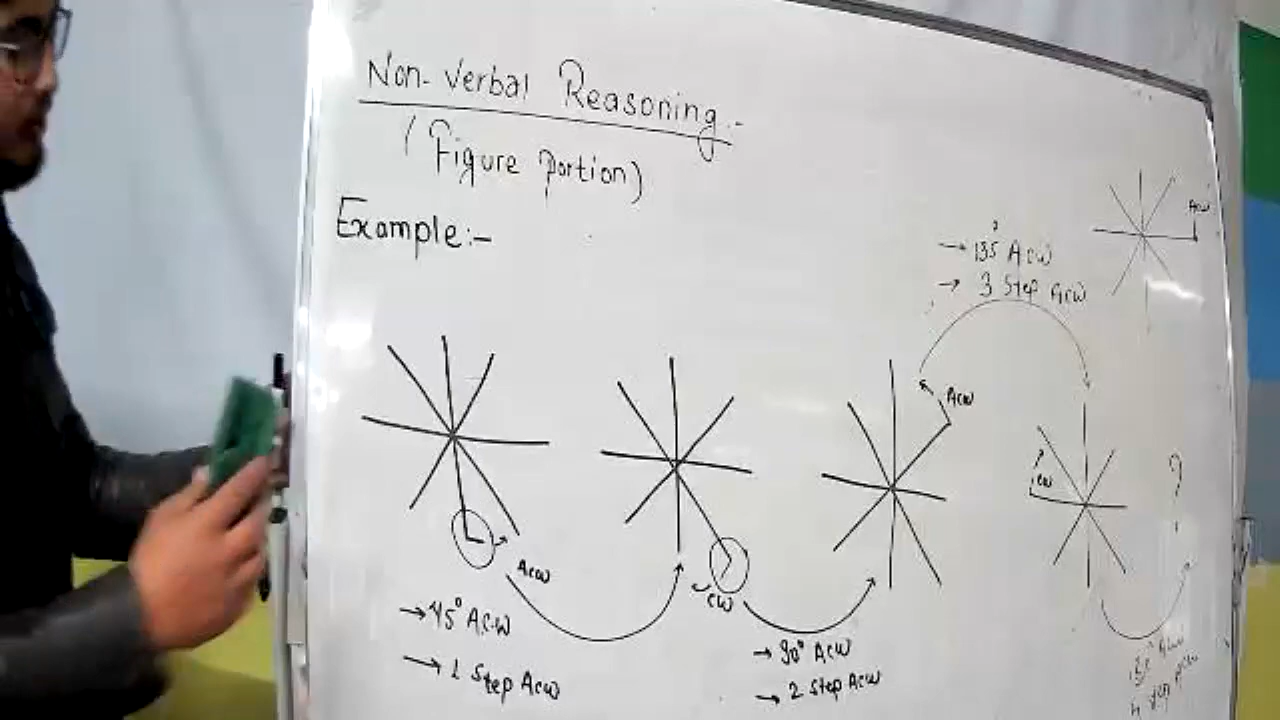 Non-Verbal Reasoning:-
(Figure portion)
Example:-
Acw
→ 135° Acw
→ 3 Step Acw
Acw
cw
?
Acw
cw
→ 45° A.C.W
→ 1 Step Acw
→ 90° Acw
→ 2 Step Acw
Acw